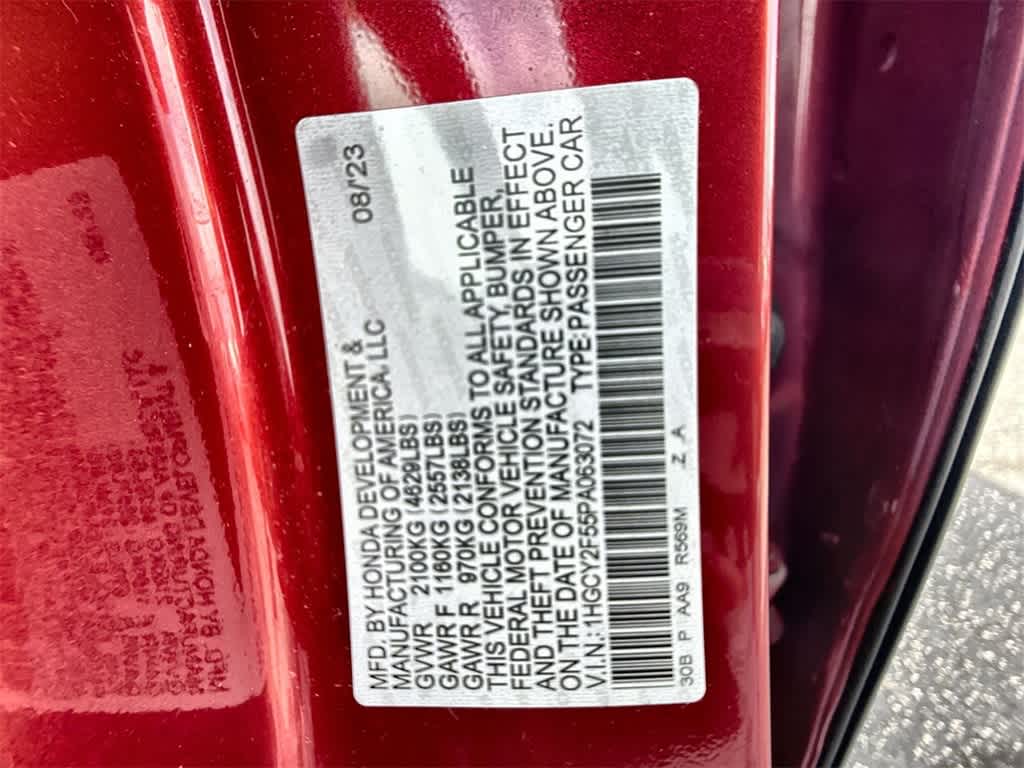 08/'23
MFD. BY HONDA DEVELOPMENT &
MANUFACTURING OF AMERICA, LLC
GVWR 2100KG (4629LBS)
GAWR F 1160KG (2557LBS)
GAWR R 970KG (2138LBS)
THIS VEHICLE CONFORMS TO ALL APPLICABLE
FEDERAL MOTOR VEHICLE SAFETY, BUMPER,
AND THEFT PREVENTION STANDARDS IN EFFECT
ON THE DATE OF MANUFACTURE SHOWN ABOVE.
V.I.N.: 1HGCY2F55PA063072 TYPE: PASSENGER CAR
30B P AA9 R569M Z A